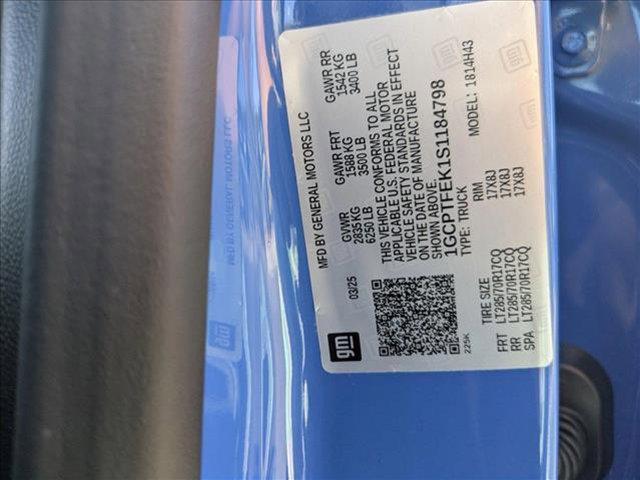 MFD BY GENERAL MOTORS LLC
03/25
GVWR GAWR FRT GAWR RR
2835 KG 1588 KG 1542 KG
6250 LB 3500 LB 3400 LB
THIS VEHICLE CONFORMS TO ALL
APPLICABLE U.S. FEDERAL MOTOR
VEHICLE SAFETY STANDARDS IN EFFECT
ON THE DATE OF MANUFACTURE
SHOWN ABOVE.
1GCPTFEK1S1184798
TYPE: TRUCK MODEL: 1814H43
225K
TIRE SIZE RIM
FRT LT285/70R17CQ 17X8J
RR LT285/70R17CQ 17X8J
SPA LT285/70R17CQ 17X8J
gm